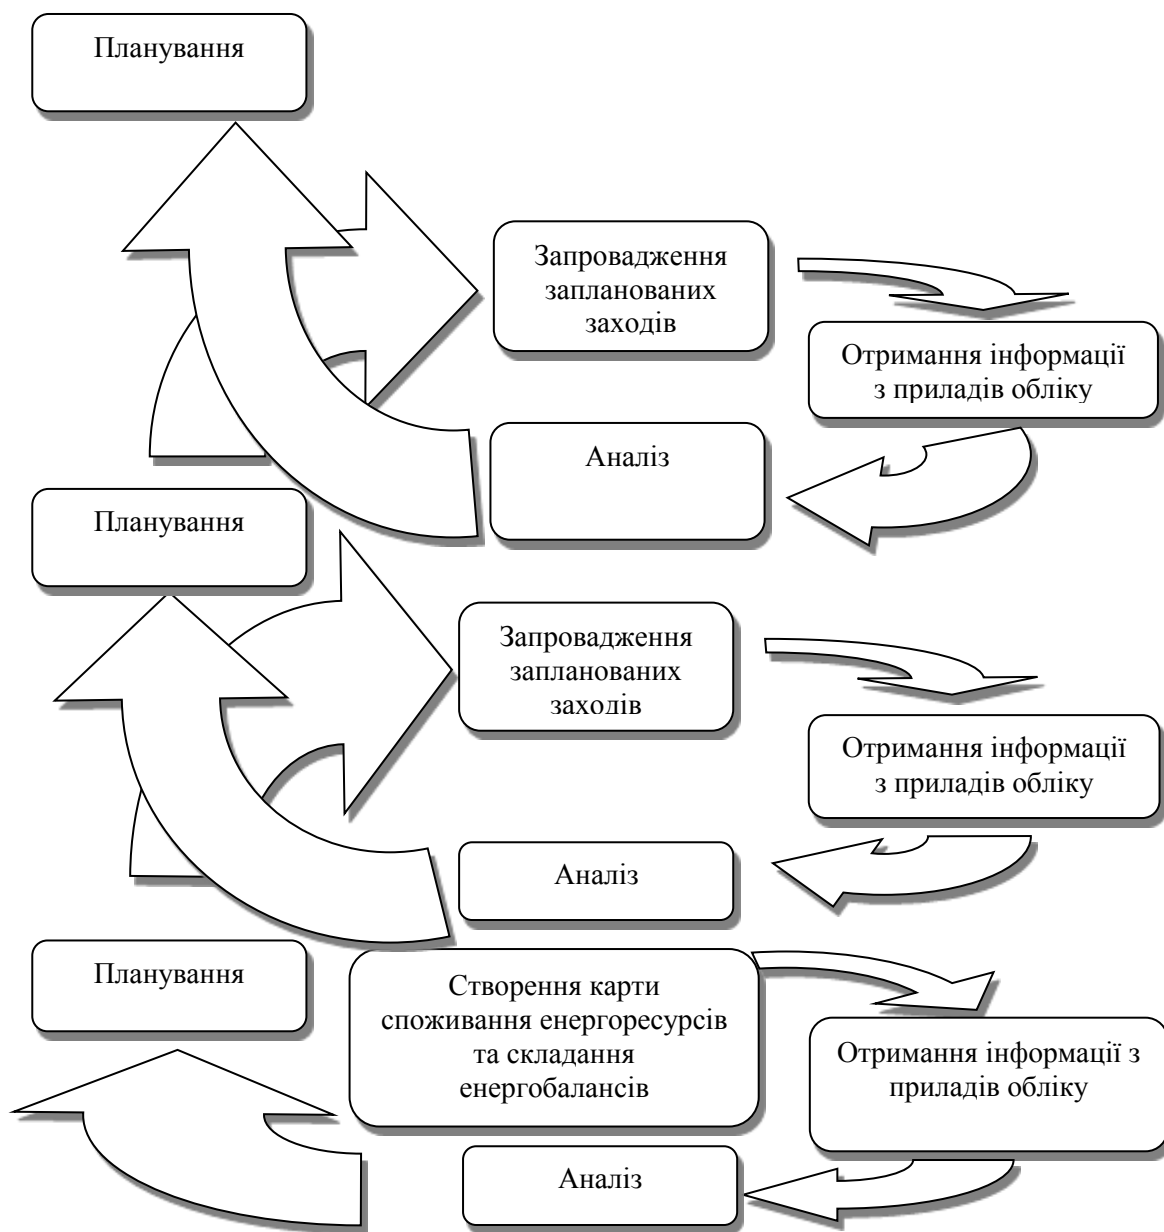 Планування
Запровадження
запланованих
заходів
Отримання інформації
з приладів обліку
Аналіз
Планування
Запровадження
запланованих
заходів
Отримання інформації
з приладів обліку
Аналіз
Планування
Створення карти
споживання енергоресурсів
та складання
енергобалансів
Отримання інформації з
приладів обліку
Аналіз